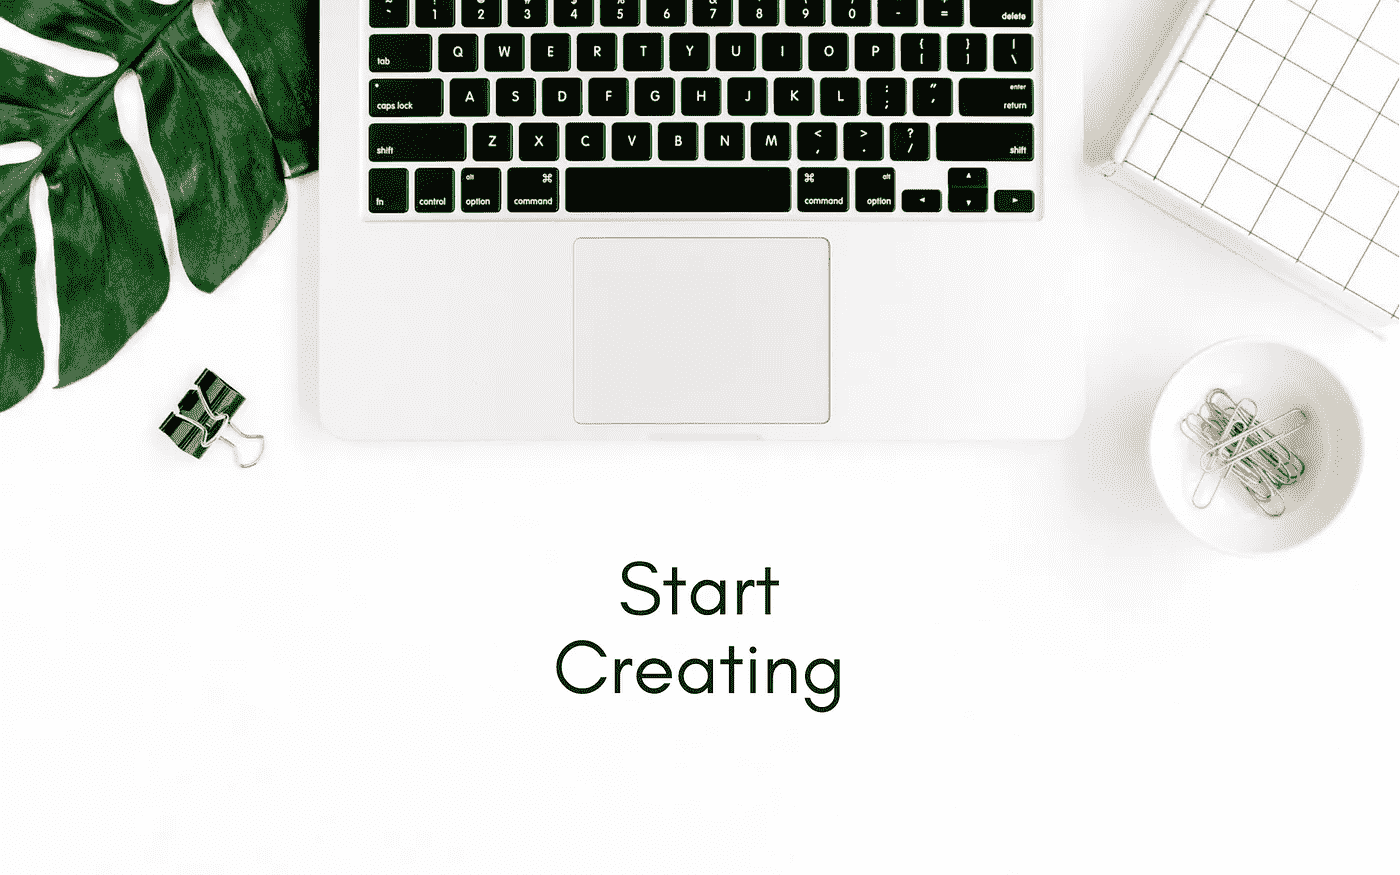 ~ ! @ # $ % ^ & * ( ) _ + delete
` 1 2 3 4 5 6 7 8 9 0 - =
tab Q W E R T Y U I O P { [ } ] | \
caps lock A S D F G H J K L : ; " ' enter return
shift Z X C V B N M < , > . ? / shift
fn control alt option ⌘ command ⌘ command alt option ◄ ▲ ▼ ►
Start
Creating